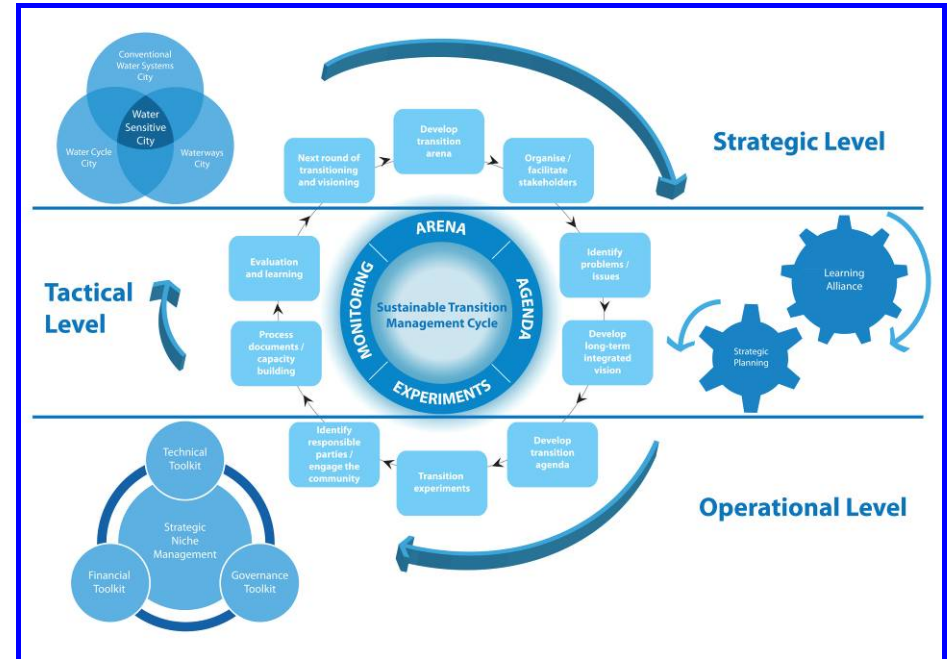 Conventional
Water Systems
City
Water
Sensitive
City
Water Cycle
City
Waterways
City
Strategic Level
Develop
transition
arena
Next round of
transitioning
and visioning
Organise /
facilitate
stakeholders
Tactical
Level
Evaluation
and learning
Identify
problems /
issues
Process
documents /
capacity
building
Develop
long-term
integrated
vision
ARENA
AGENDA
EXPERIMENTS
MONITORING
Sustainable Transition
Management Cycle
Learning
Alliance
Strategic
Planning
Identify
responsible
parties /
engage the
community
Transition
experiments
Develop
transition
agenda
Operational Level
Technical
Toolkit
Strategic
Niche
Management
Financial
Toolkit
Governance
Toolkit